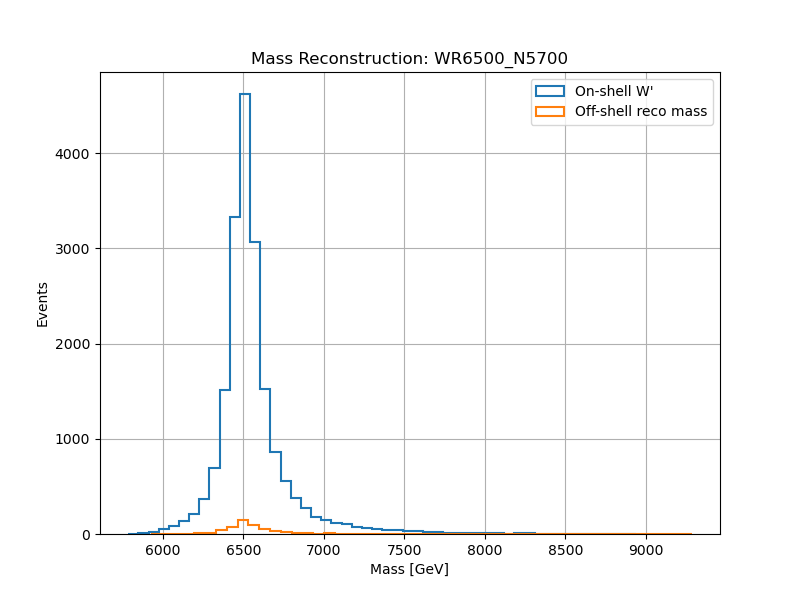 Mass Reconstruction: WR6500_N5700
On-shell W'
Off-shell reco mass
Events
4000
3000
2000
1000
0
6000 6500 7000 7500 8000 8500 9000
Mass [GeV]